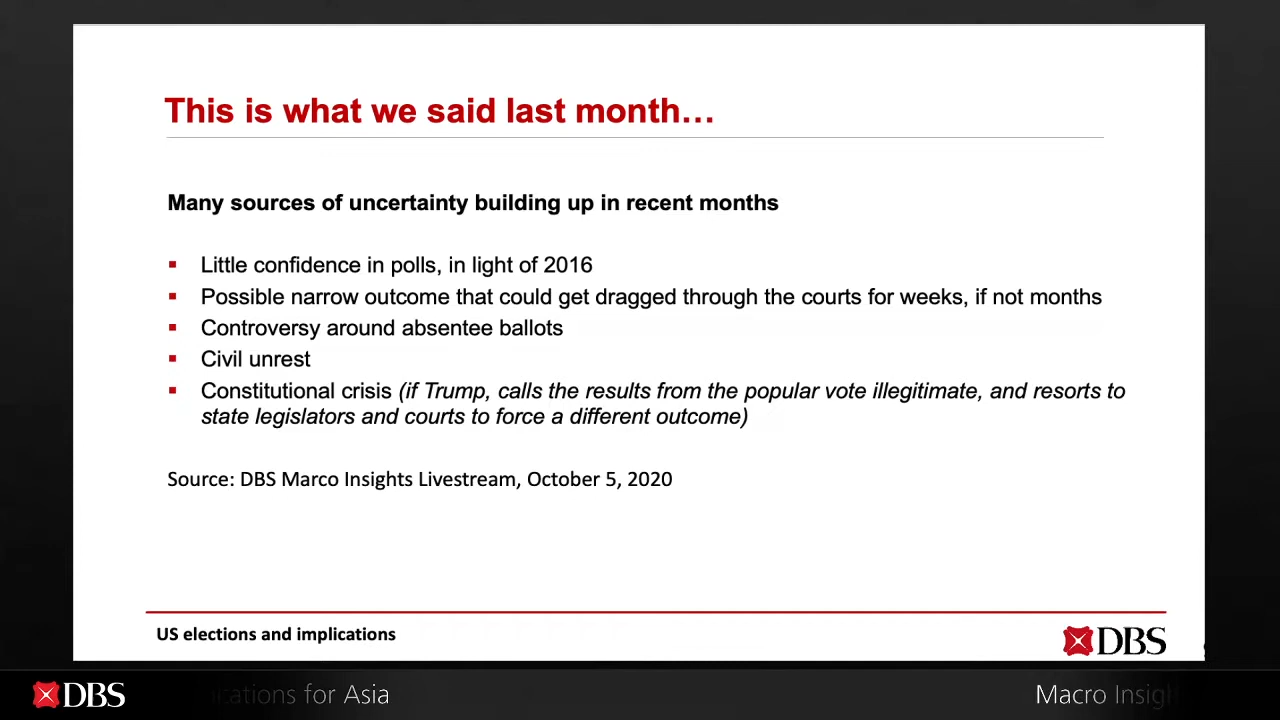 This is what we said last month…
Many sources of uncertainty building up in recent months
▪ Little confidence in polls, in light of 2016
▪ Possible narrow outcome that could get dragged through the courts for weeks, if not months
▪ Controversy around absentee ballots
▪ Civil unrest
▪ Constitutional crisis (if Trump, calls the results from the popular vote illegitimate, and resorts to
state legislators and courts to force a different outcome)
Source: DBS Marco Insights Livestream, October 5, 2020
US elections and implications
DBS
DBS
cations for Asia
Macro Insigh